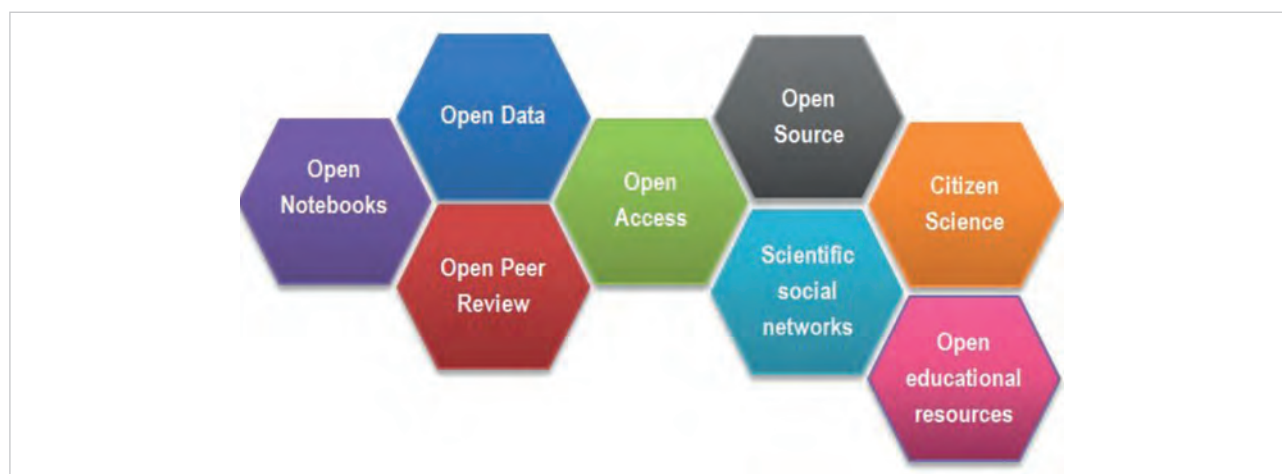 Open
Notebooks
Open Data
Open Peer
Review
Open
Access
Open
Source
Scientific
social
networks
Citizen
Science
Open
educational
resources